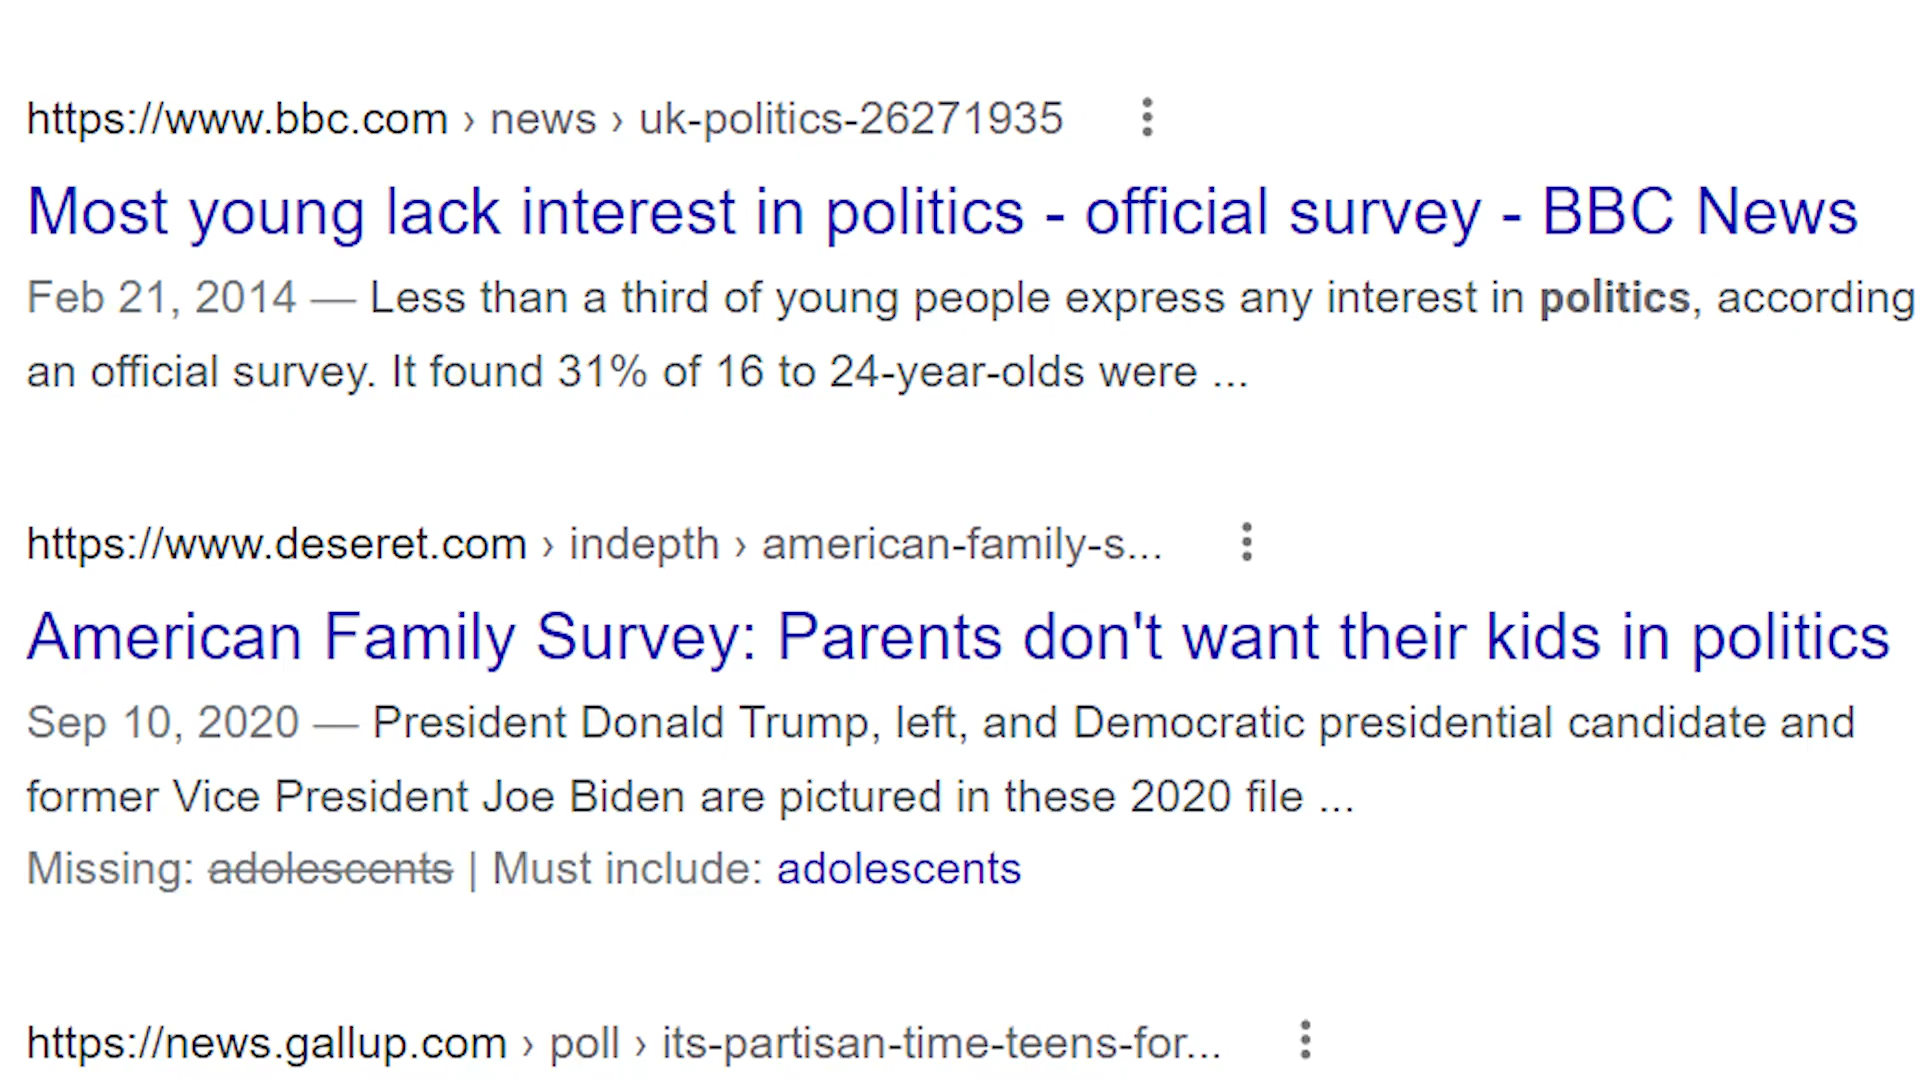 https://www.bbc.com › news › uk-politics-26271935
Most young lack interest in politics - official survey - BBC News
Feb 21, 2014 — Less than a third of young people express any interest in politics, according
an official survey. It found 31% of 16 to 24-year-olds were ...
https://www.deseret.com › indepth › american-family-s...
American Family Survey: Parents don't want their kids in politics
Sep 10, 2020 — President Donald Trump, left, and Democratic presidential candidate and
former Vice President Joe Biden are pictured in these 2020 file ...
Missing: adolescents | Must include: adolescents
https://news.gallup.com › poll › its-partisan-time-teens-for...